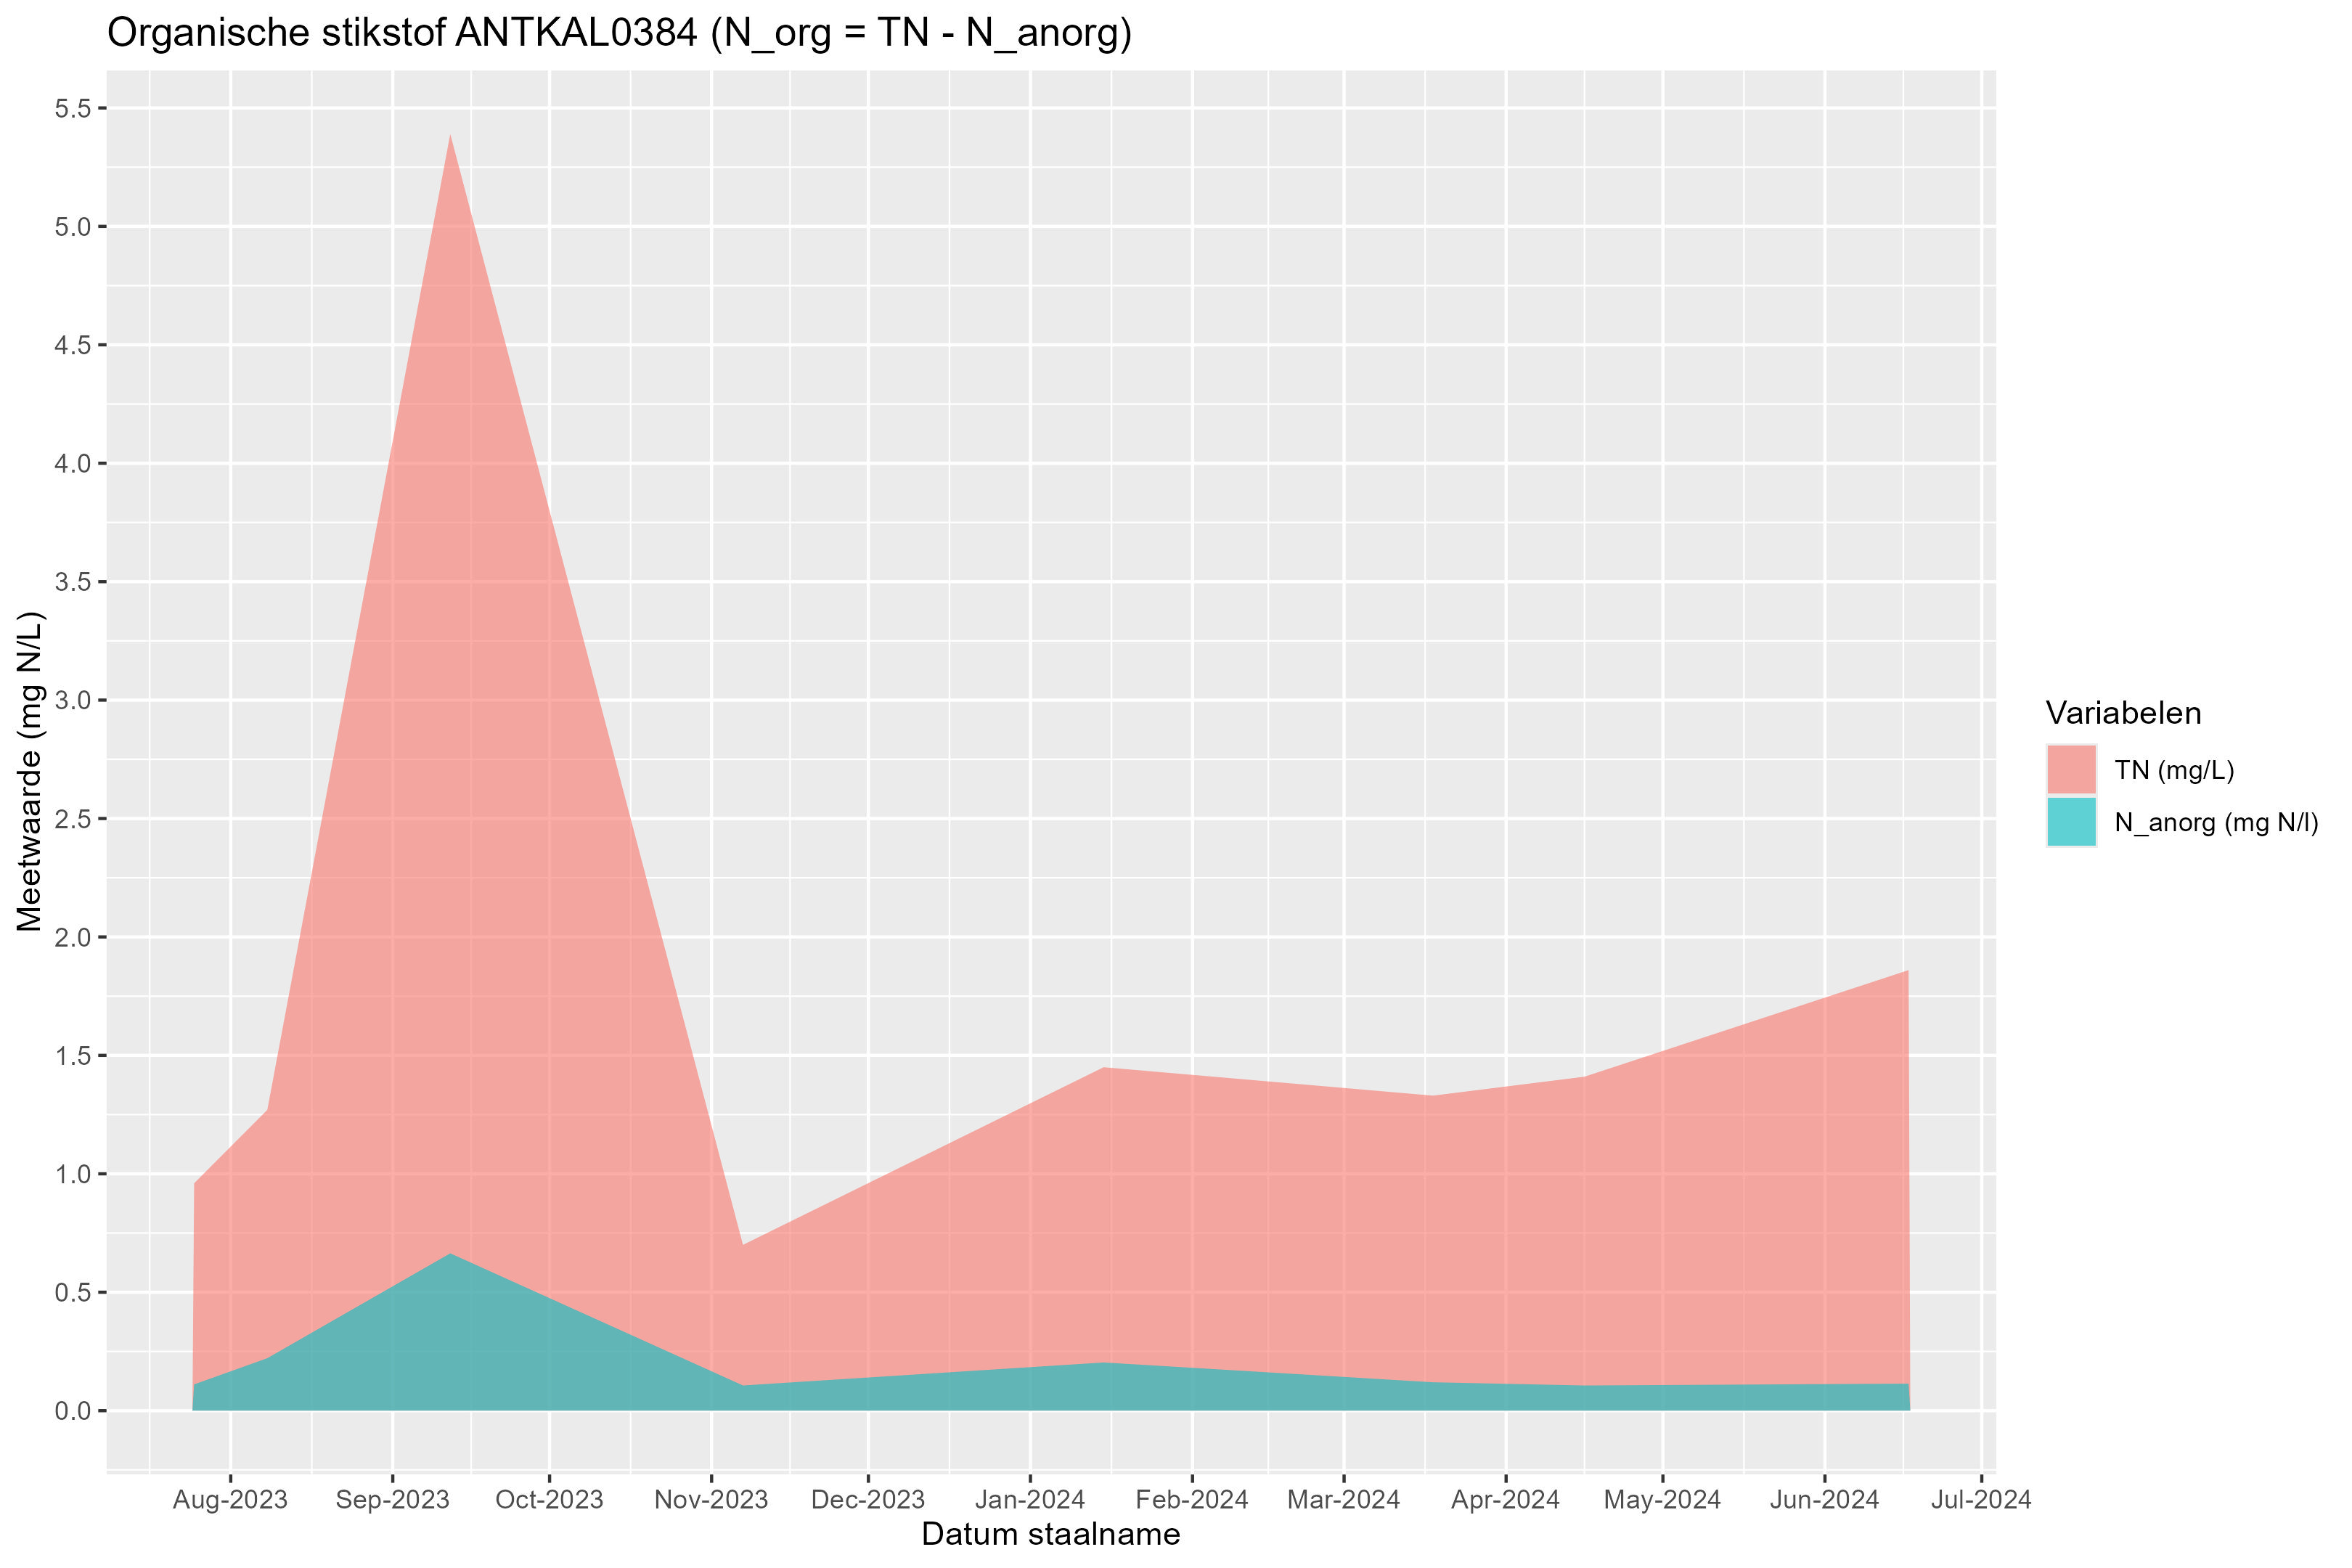 Organische stikstof ANTKAL0384 (N_org = TN - N_anorg)
Meetwaarde (mg N/L)
5.5
5.0
4.5
4.0
3.5
3.0
2.5
2.0
1.5
1.0
0.5
0.0
Aug-2023 Sep-2023 Oct-2023 Nov-2023 Dec-2023 Jan-2024 Feb-2024 Mar-2024 Apr-2024 May-2024 Jun-2024 Jul-2024
Datum staalname
Variabelen
TN (mg/L)
N_anorg (mg N/l)